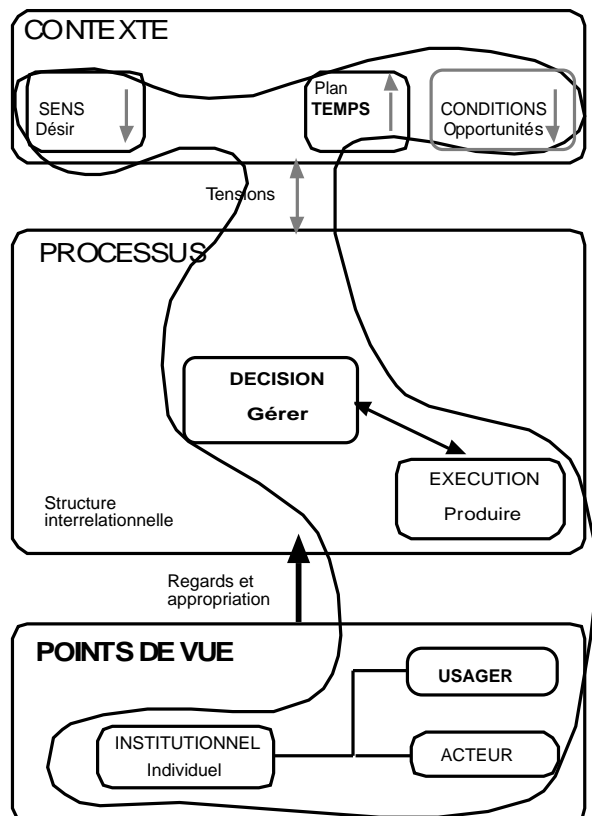 CONTEXTE
SENS
Désir
Plan
TEMPS
CONDITIONS
Opportunités
Tensions
PROCESSUS
DECISION
Gérer
EXECUTION
Produire
Structure
interrelationnelle
Regards et
appropriation
POINTS DE VUE
USAGER
INSTITUTIONNEL
Individuel
ACTEUR